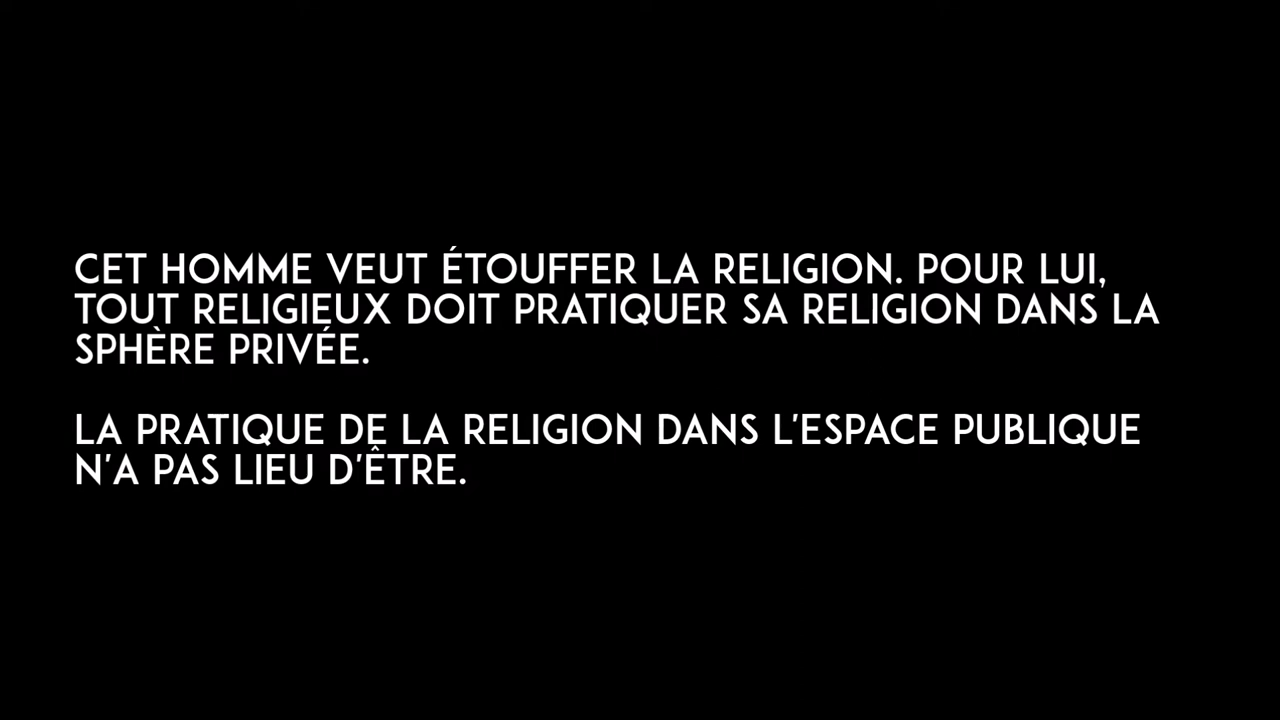 CET HOMME VEUT ÉTOUFFER LA RELIGION. POUR LUI,
TOUT RELIGIEUX DOIT PRATIQUER SA RELIGION DANS LA
SPHÈRE PRIVÉE.
LA PRATIQUE DE LA RELIGION DANS L'ESPACE PUBLIQUE
N'A PAS LIEU D'ÊTRE.